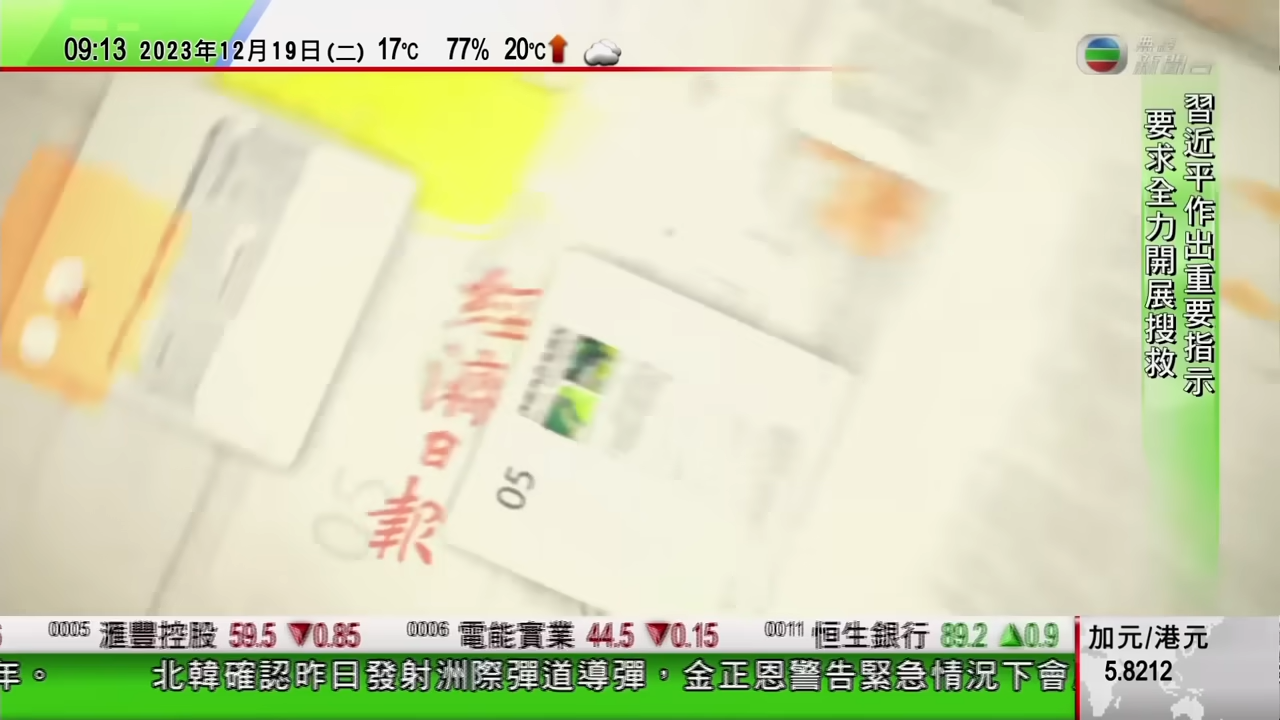 09:13 2023年12月19日(二) 17℃ 77% 20℃
習近平作出重要指示
要求全力開展搜救
經濟日報
05
0005 滙豐控股 59.5 ▼0.85 0006 電能實業 44.5 ▼0.15 0011 恒生銀行 89.2 ▲0.9
加元/港元
5.8212
年。 北韓確認昨日發射洲際彈道導彈，金正恩警告緊急情況下會